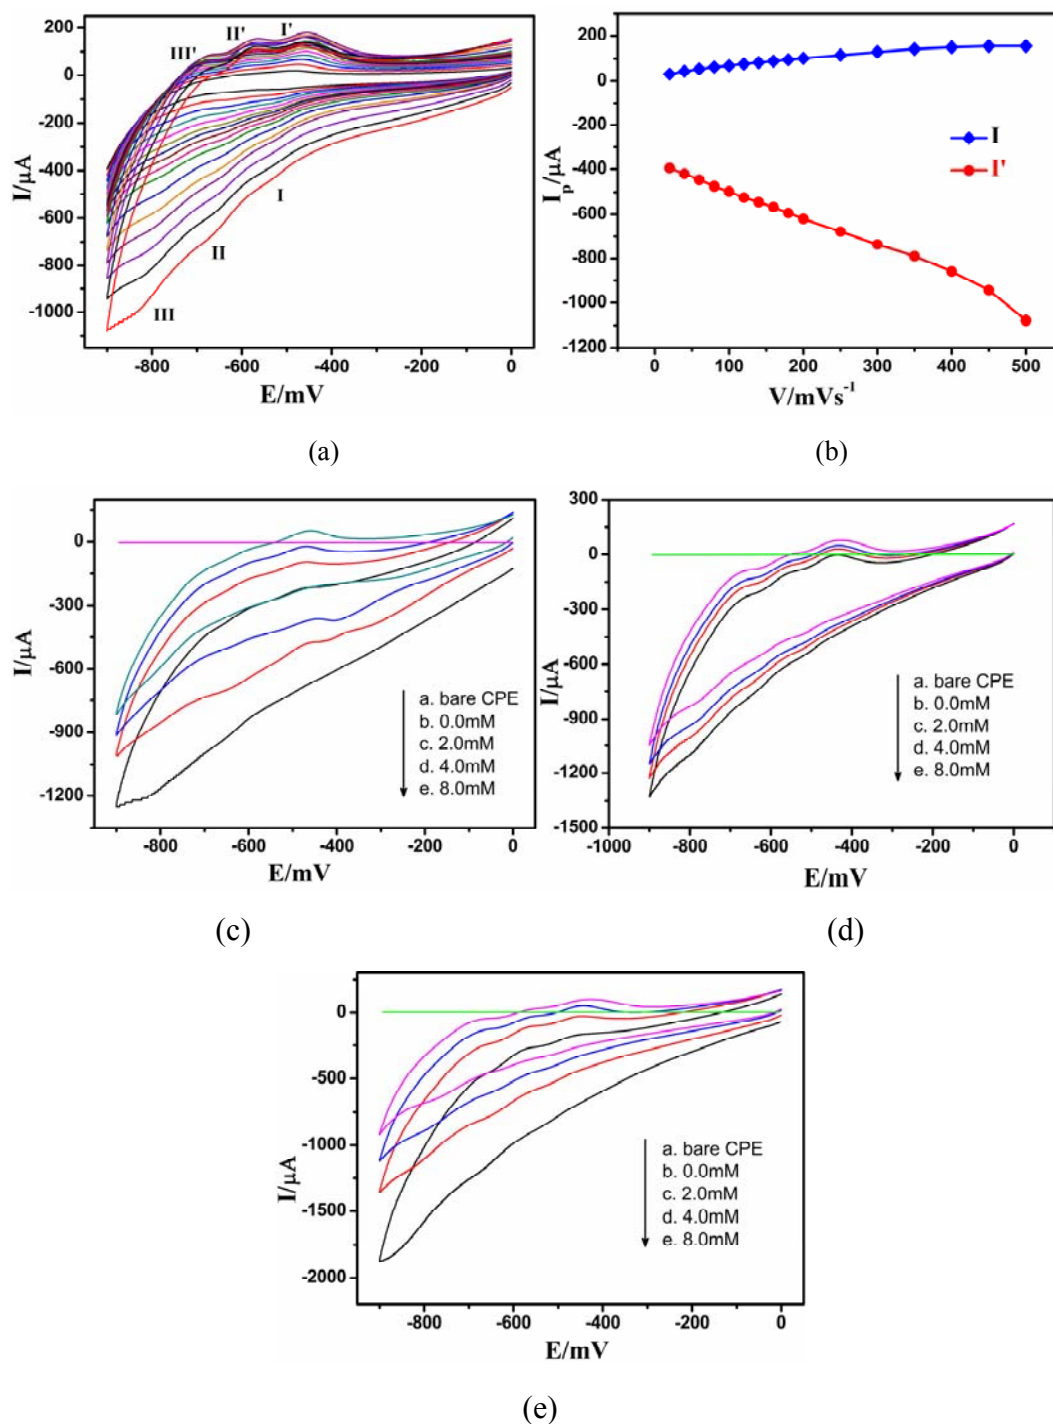 200
0
-200
-400
-600
-800
-1000
I/μA
III'
II'
I'
I
II
III
-800
-600
-400
-200
0
E/mV
(a)
200
0
-200
-400
-600
-800
-1000
-1200
I_p/μA
I
I'
0
100
200
300
400
500
V/mVs⁻¹
(b)
0
-300
-600
-900
-1200
I/μA
a. bare CPE
b. 0.0mM
c. 2.0mM
d. 4.0mM
e. 8.0mM
-800
-600
-400
-200
0
E/mV
(c)
300
0
-300
-600
-900
-1200
-1500
I/μA
a. bare CPE
b. 0.0mM
c. 2.0mM
d. 4.0mM
e. 8.0mM
-1000
-800
-600
-400
-200
0
E/mV
(d)
0
-500
-1000
-1500
-2000
I/μA
a. bare CPE
b. 0.0mM
c. 2.0mM
d. 4.0mM
e. 8.0mM
-800
-600
-400
-200
0
E/mV
(e)